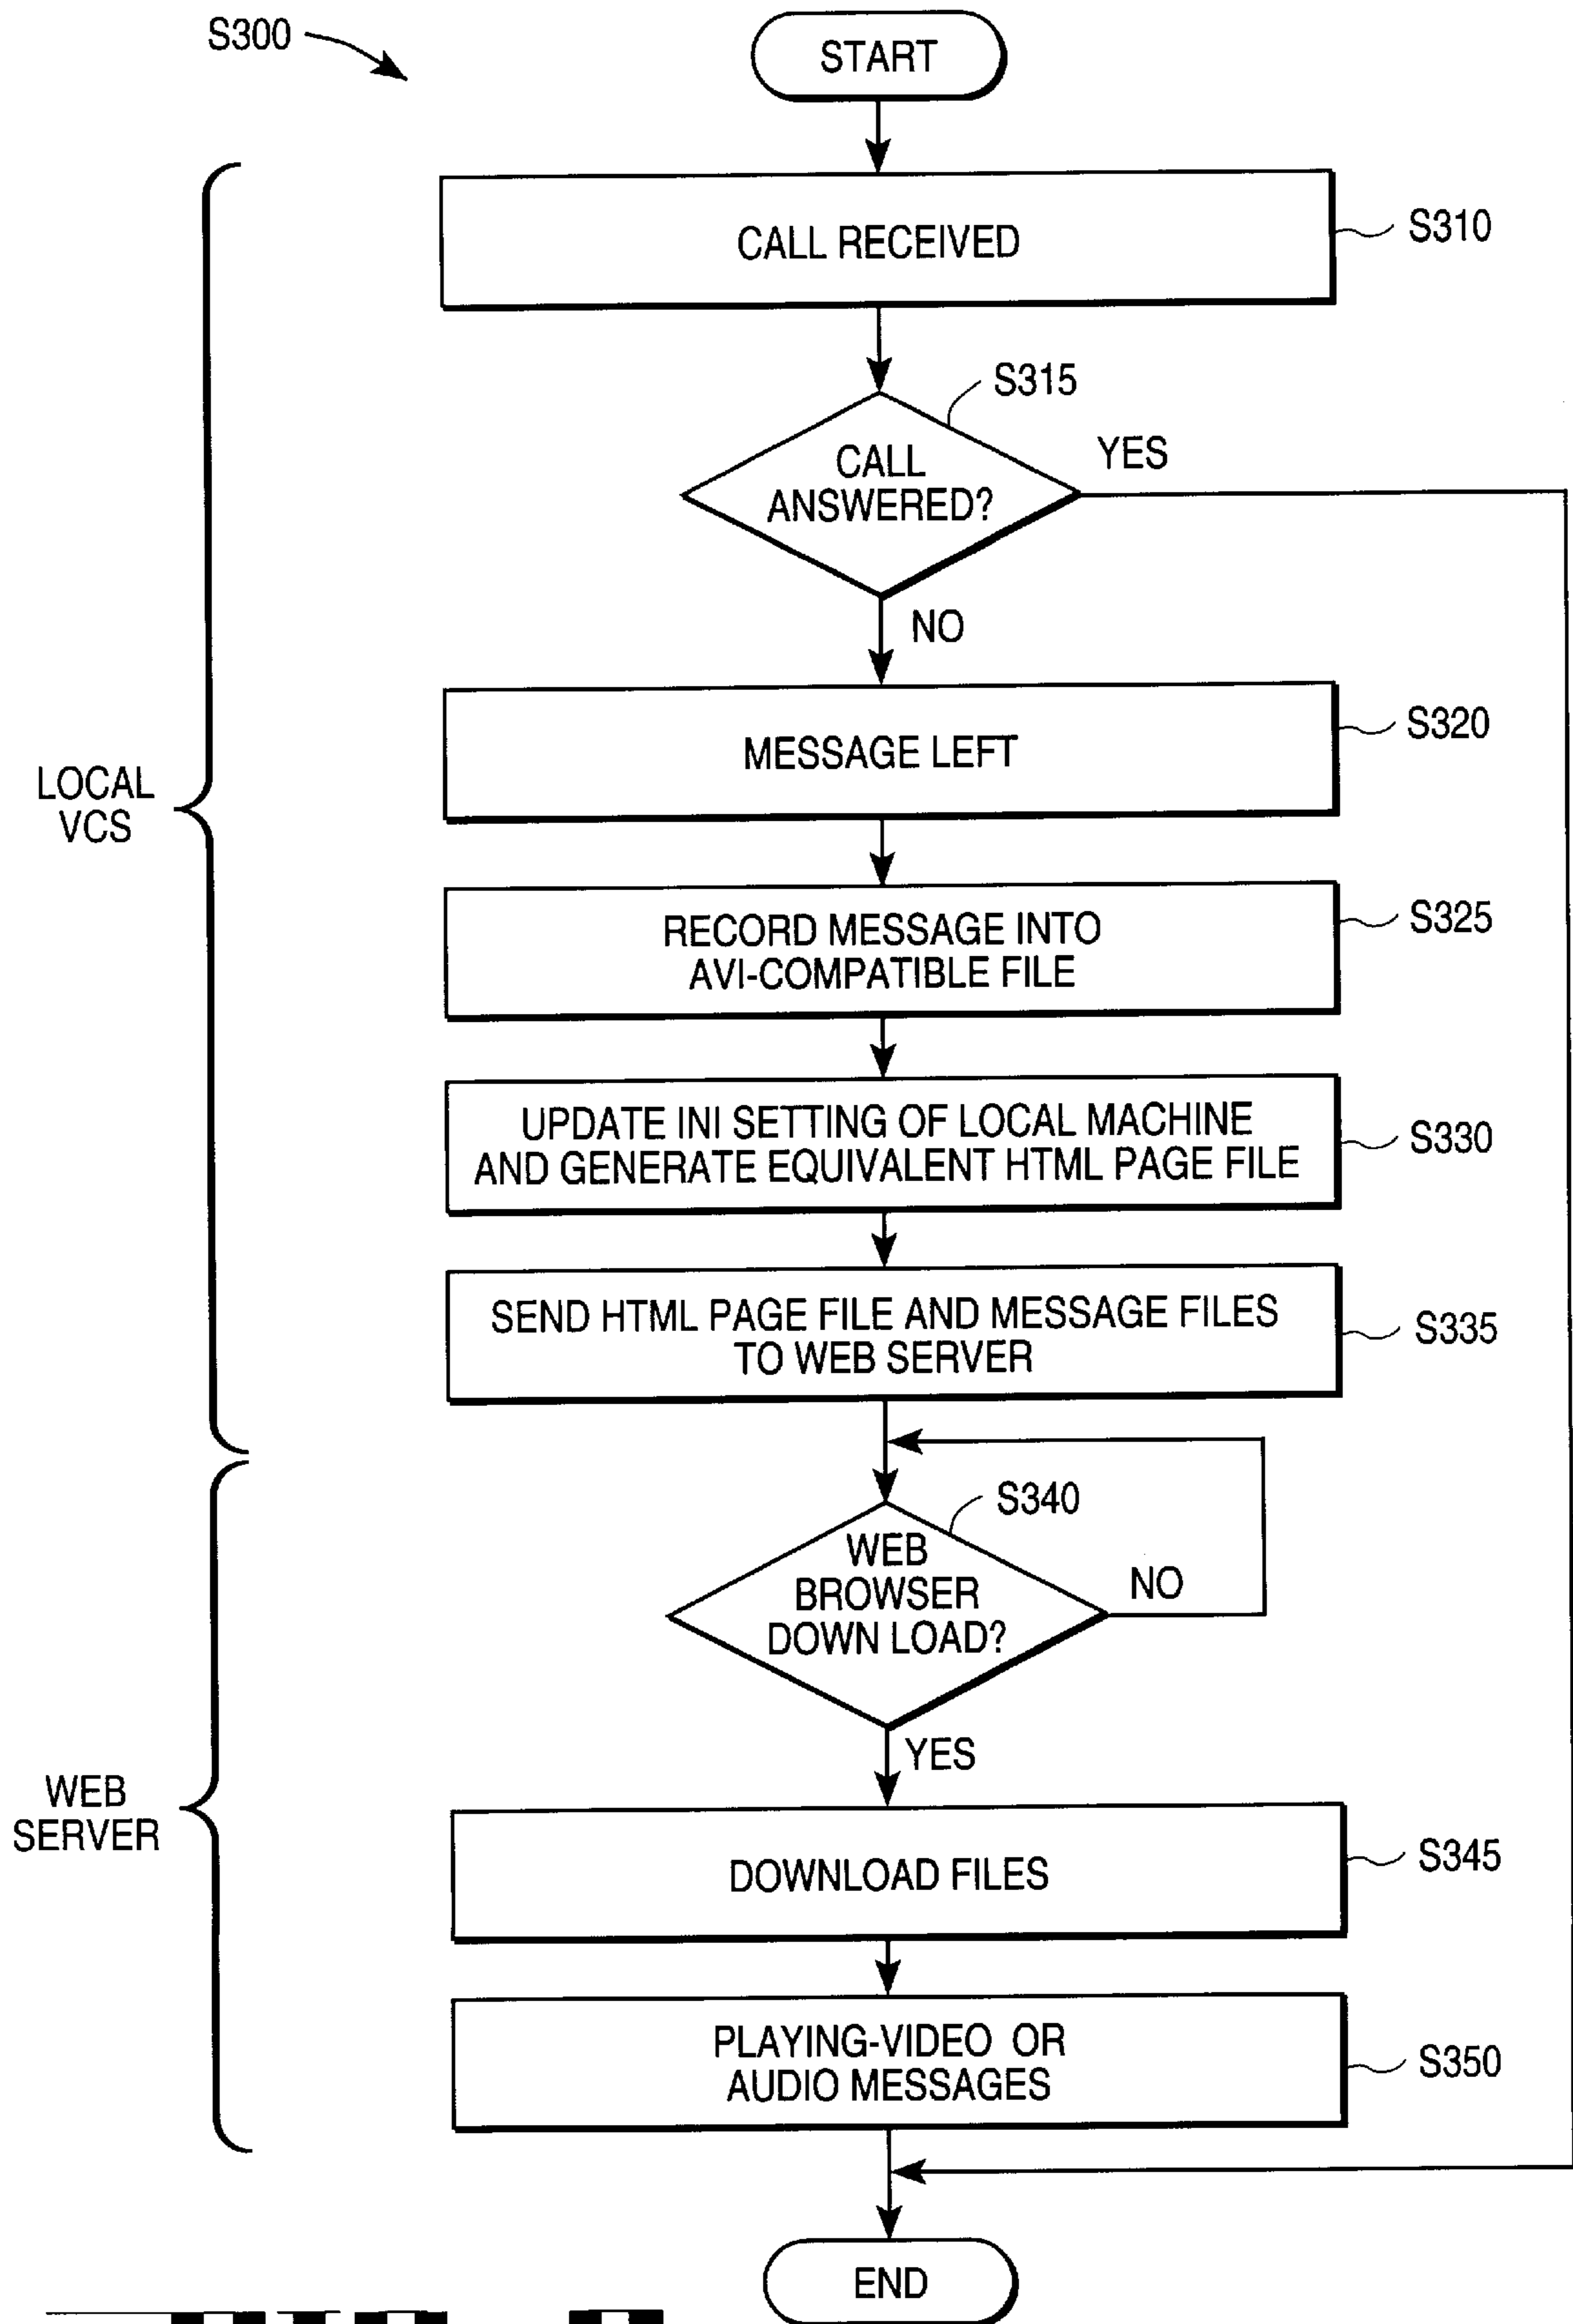 S300
START
CALL RECEIVED
S310
S315
CALL
ANSWERED?
YES
NO
MESSAGE LEFT
S320
LOCAL
VCS
RECORD MESSAGE INTO
AVI-COMPATIBLE FILE
S325
UPDATE INI SETTING OF LOCAL MACHINE
AND GENERATE EQUIVALENT HTML PAGE FILE
S330
SEND HTML PAGE FILE AND MESSAGE FILES
TO WEB SERVER
S335
S340
WEB
BROWSER
DOWN LOAD?
NO
YES
WEB
SERVER
DOWNLOAD FILES
S345
PLAYING-VIDEO OR
AUDIO MESSAGES
S350
END